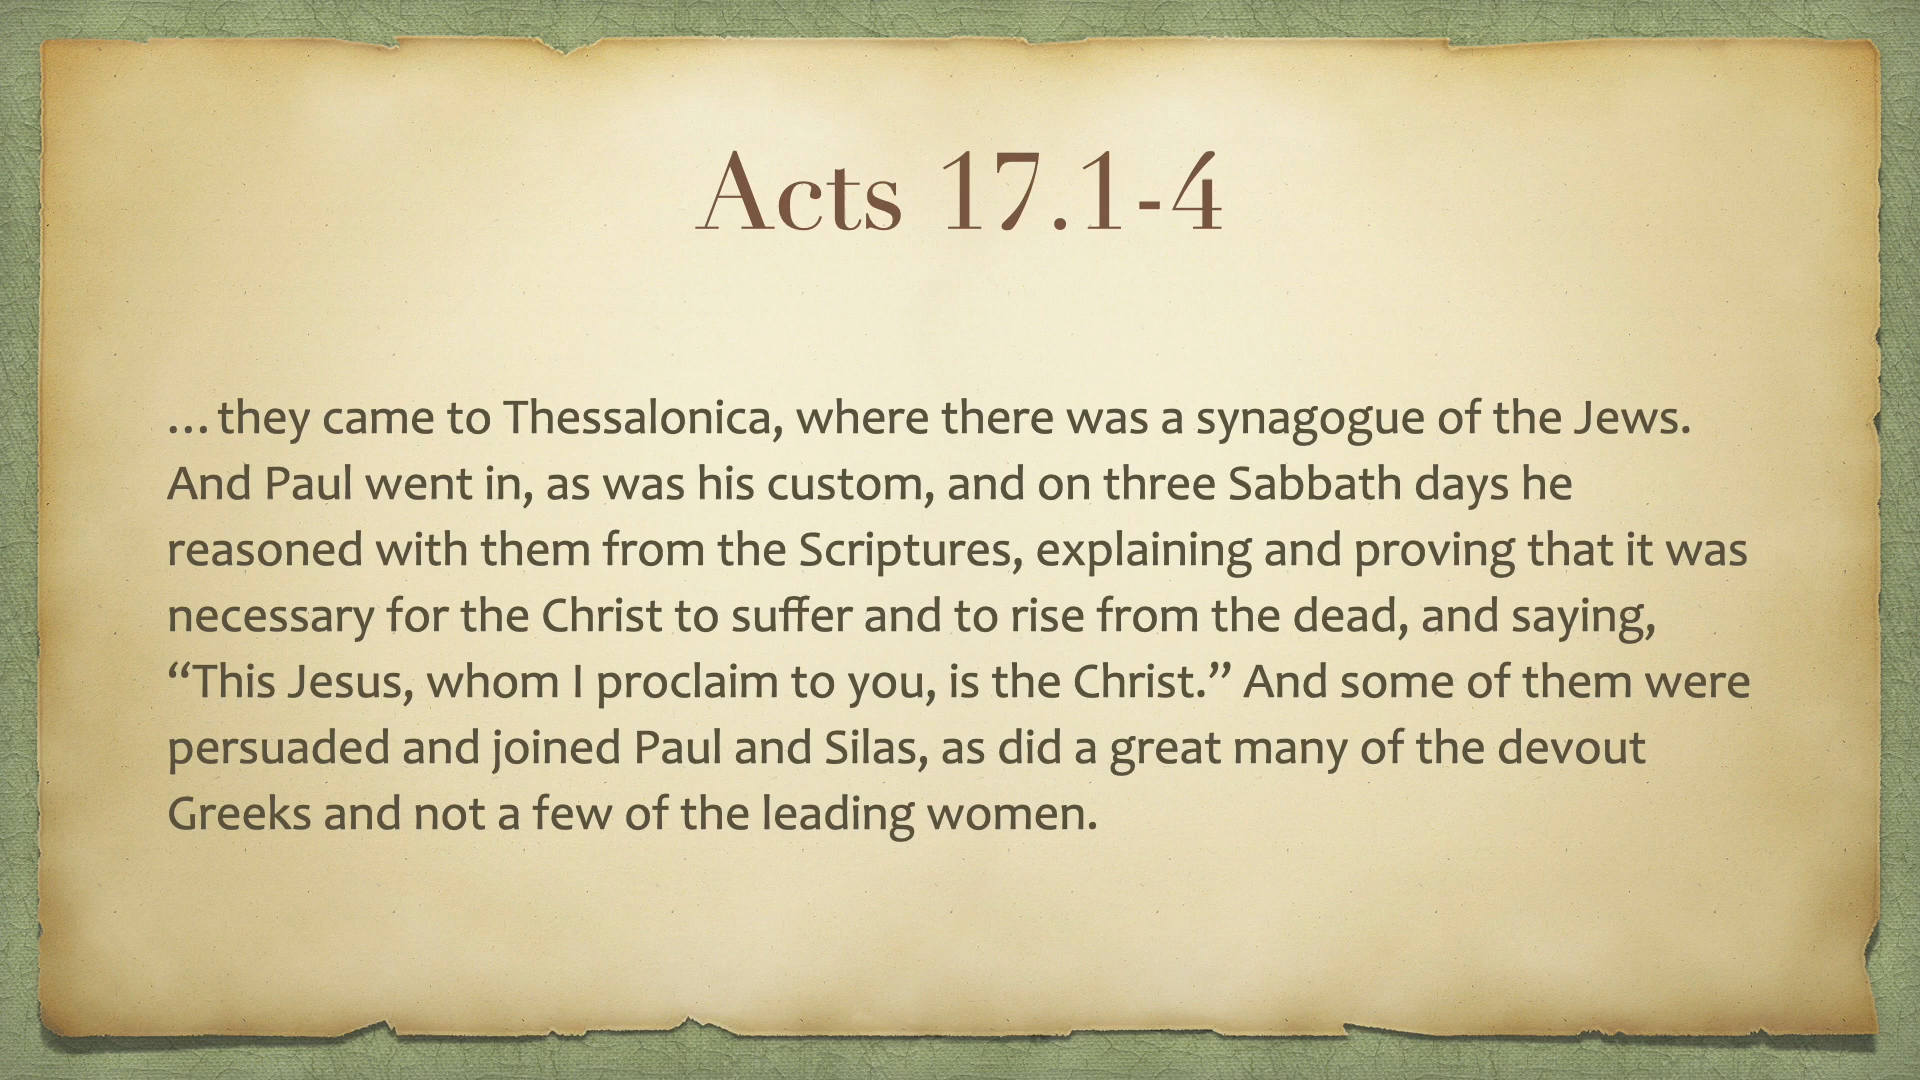 Acts 17.1-4
…they came to Thessalonica, where there was a synagogue of the Jews.
And Paul went in, as was his custom, and on three Sabbath days he
reasoned with them from the Scriptures, explaining and proving that it was
necessary for the Christ to suffer and to rise from the dead, and saying,
“This Jesus, whom I proclaim to you, is the Christ.” And some of them were
persuaded and joined Paul and Silas, as did a great many of the devout
Greeks and not a few of the leading women.